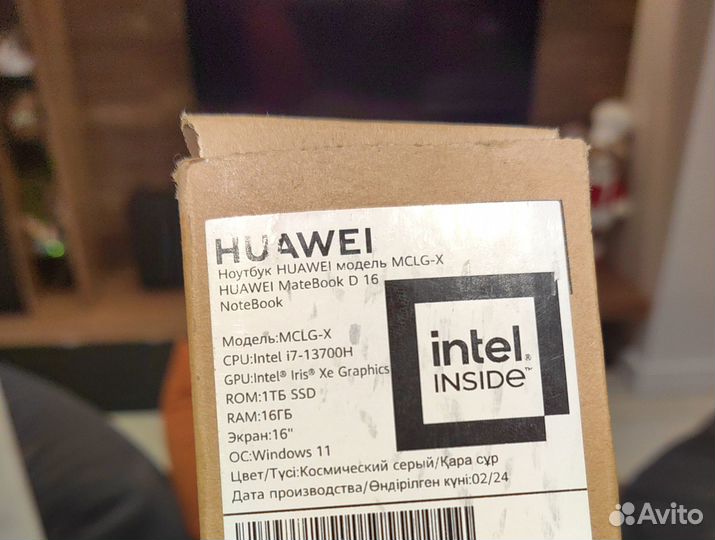 HUAWEI
Ноутбук HUAWEI модель MCLG-X
HUAWEI MateBook D 16
NoteBook
Модель:MCLG-X
CPU:Intel i7-13700H
GPU:Intel® Iris® Xe Graphics
ROM:1ТБ SSD
RAM:16ГБ
Экран:16"
ОС:Windows 11
Цвет/Түсі:Космический серый/Қара сұр
Дата производства/Өндірілген күні:02/24
intel®
INSIDe™
Avito